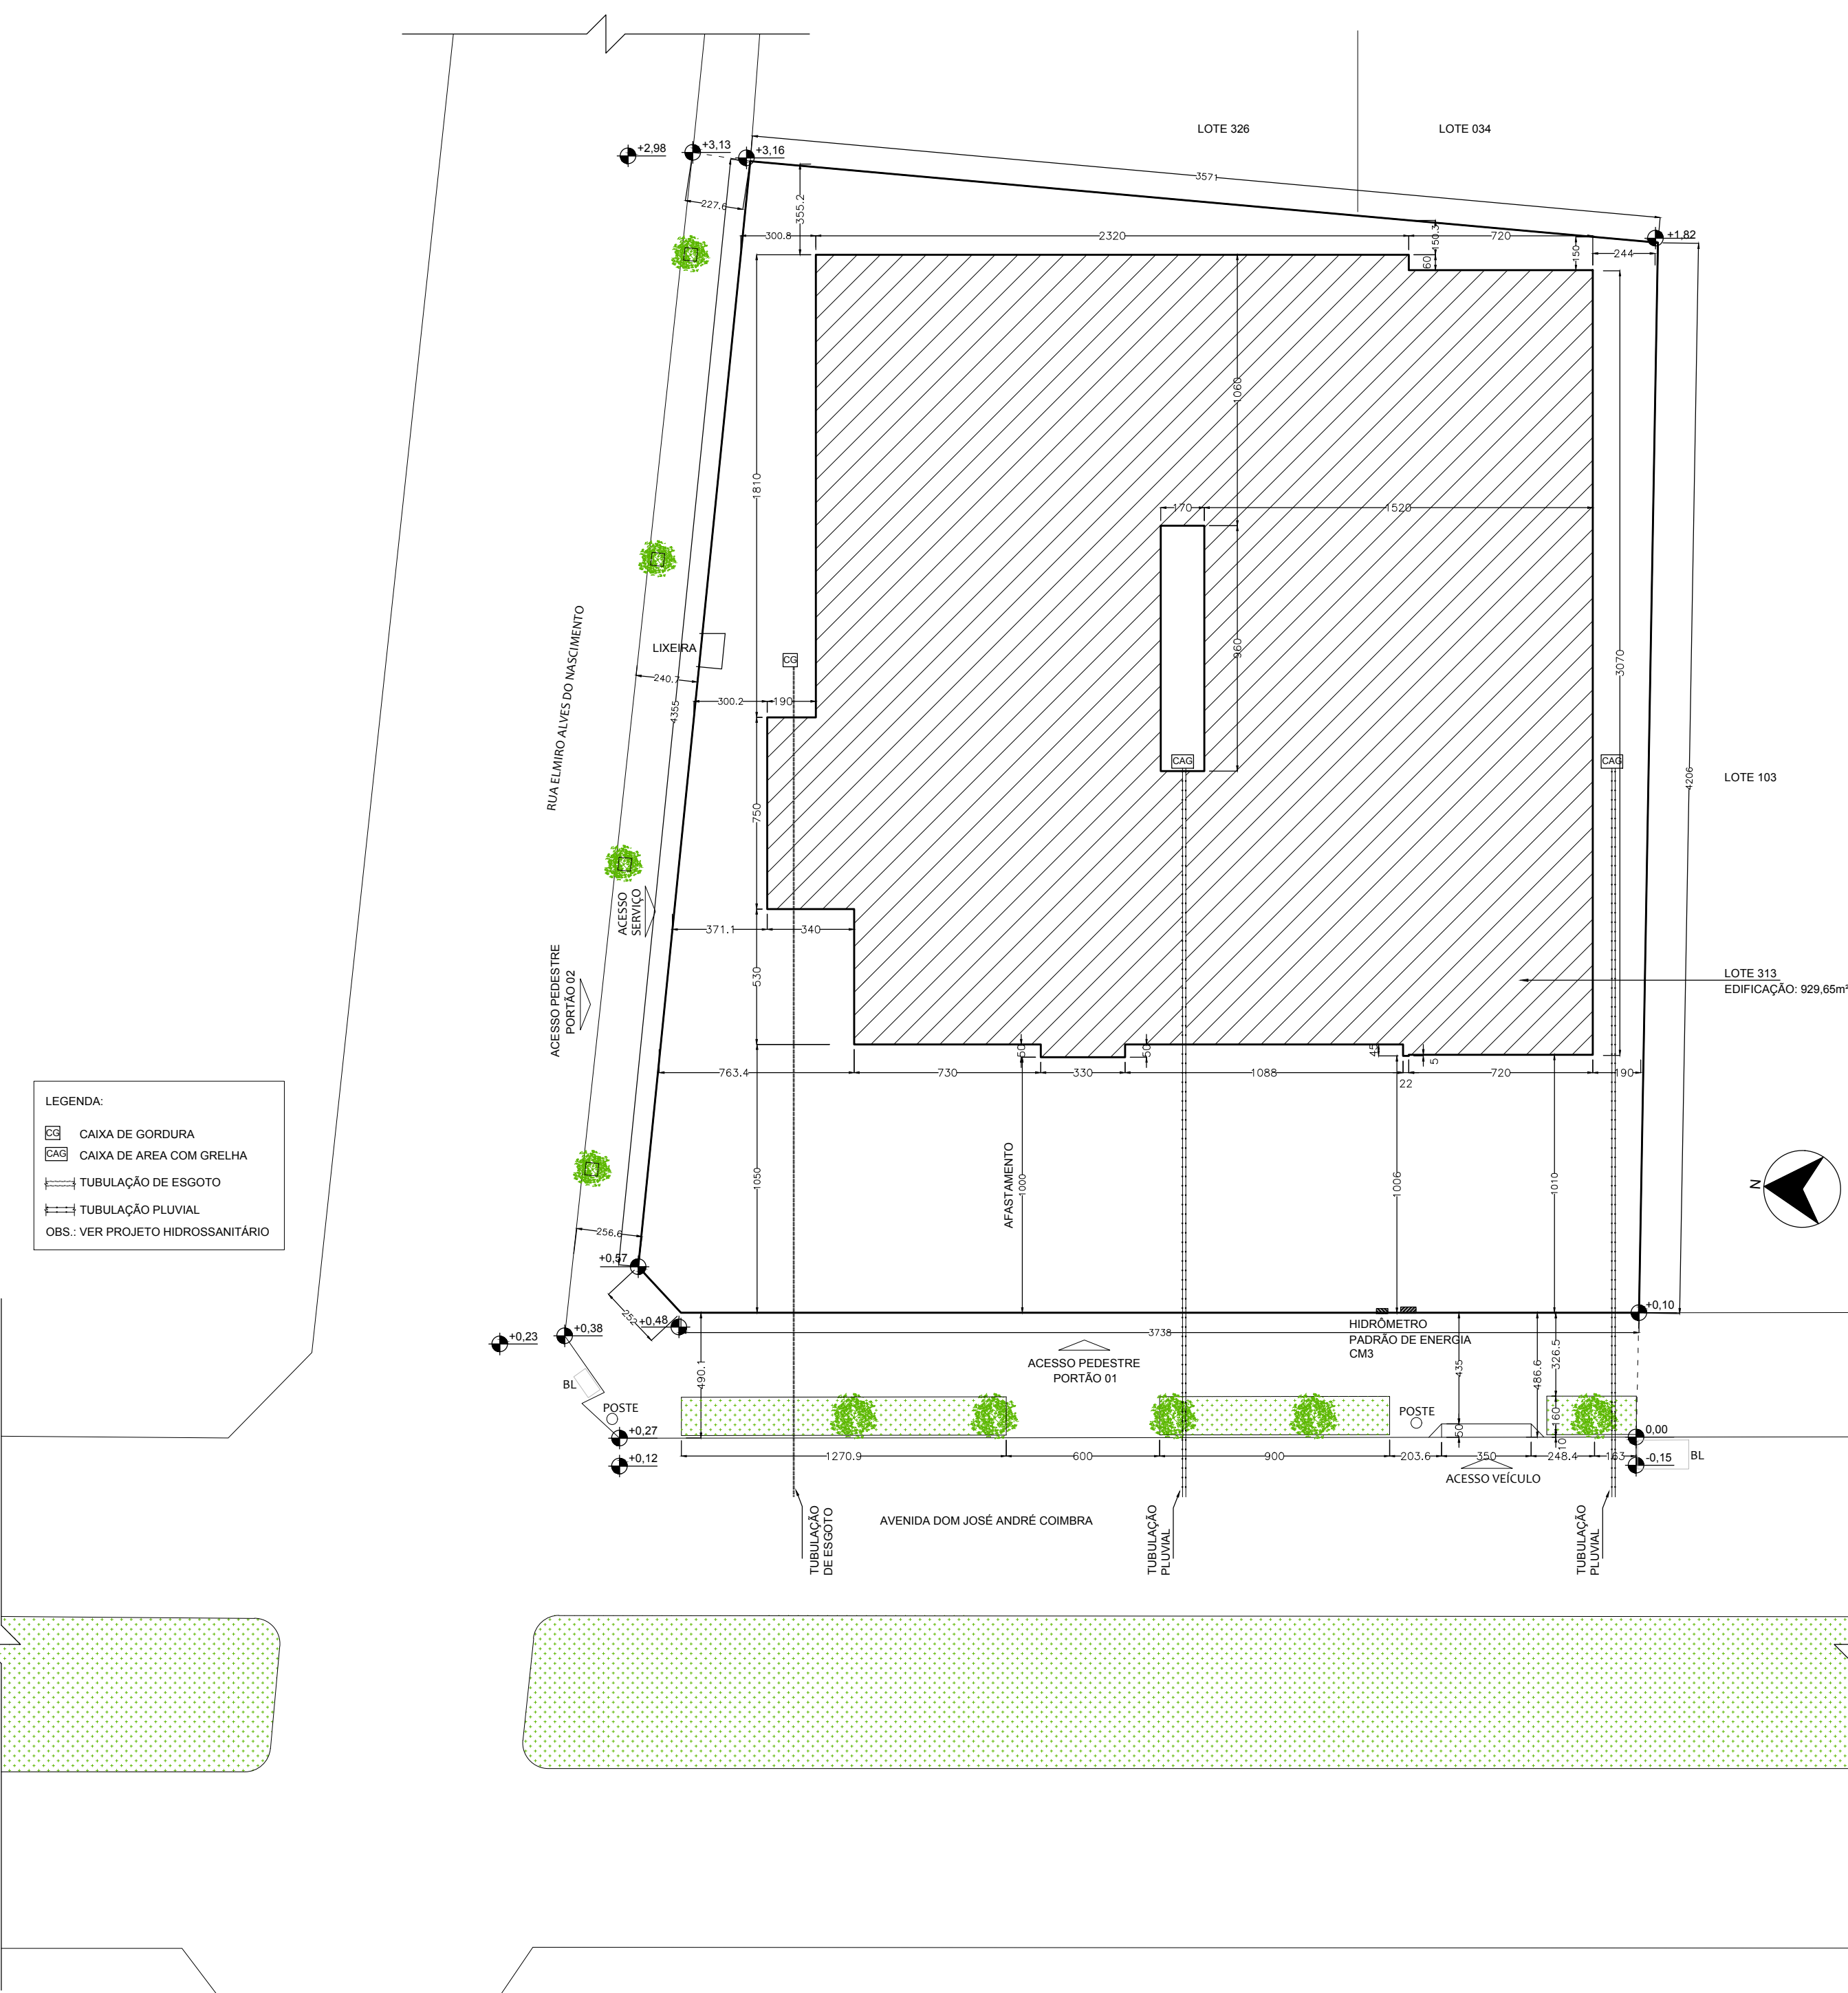 LOTE 326
LOTE 034
+2,98
+3,13
+3,16
3571
227.6
355.2
300.8
2320
150.3
720
150
+1,82
60
244
1060
1810
170
1520
RUA ELMIRO ALVES DO NASCIMENTO
LIXEIRA
CG
960
3070
240.7
4355
300.2
190
CAG
CAG
4206
LOTE 103
750
ACESSO
SERVIÇO
371.1
340
ACESSO PEDESTRE
PORTÃO 02
530
LOTE 313
EDIFICAÇÃO: 929,65m²
50
50
45
5
763.4
730
330
1088
22
720
190
LEGENDA:
CG CAIXA DE GORDURA
CAG CAIXA DE AREA COM GRELHA
TUBULAÇÃO DE ESGOTO
TUBULAÇÃO PLUVIAL
OBS.: VER PROJETO HIDROSSANITÁRIO
1050
AFASTAMENTO
1000
1006
1010
N
256.6
+0,57
252
+0,48
+0,10
+0,23
+0,38
3738
HIDRÔMETRO
PADRÃO DE ENERGIA
CM3
ACESSO PEDESTRE
PORTÃO 01
490.1
435
486.6
326.5
BL
POSTE
POSTE
160
+0,27
50
10
0,00
+0,12
1270.9
600
900
203.6
350
248.4
163
-0,15
BL
ACESSO VEÍCULO
TUBULAÇÃO
DE ESGOTO
AVENIDA DOM JOSÉ ANDRÉ COIMBRA
TUBULAÇÃO
PLUVIAL
TUBULAÇÃO
PLUVIAL